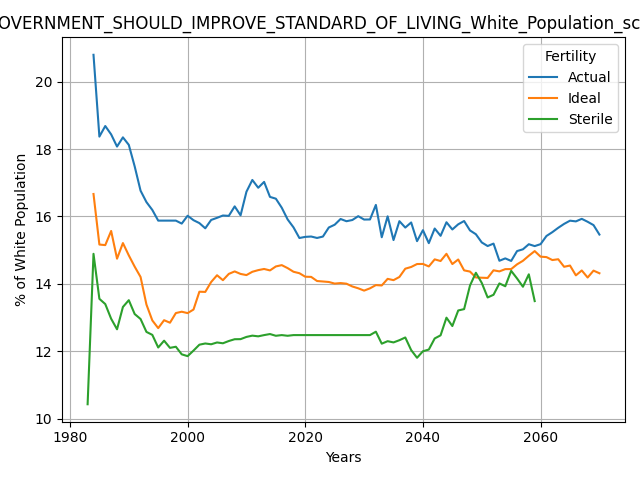 OVERNMENT_SHOULD_IMPROVE_STANDARD_OF_LIVING_White_Population_sc
Fertility
Actual
Ideal
Sterile
% of White Population
20
18
16
14
12
10
1980
2000
2020
2040
2060
Years